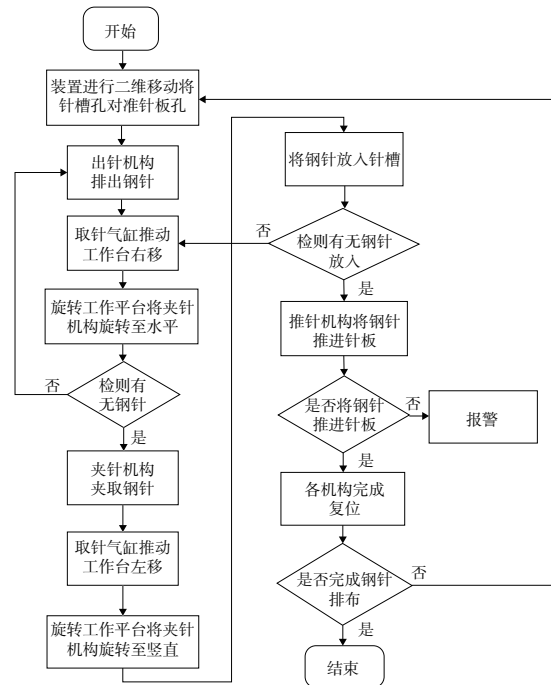 开始
装置进行二维移动将
针槽孔对准针板孔
出针机构
排出钢针
取针气缸推动
工作台右移
旋转工作平台将夹针
机构旋转至水平
否
检则有
无钢针
是
夹针机构
夹取钢针
取针气缸推动
工作台左移
旋转工作平台将夹针
机构旋转至竖直
将钢针放入针槽
否
检则有无钢针
放入
是
推针机构将钢针
推进针板
是否将钢针
推进针板
否
报警
是
各机构完成
复位
是否完成钢针
排布
否
是
结束